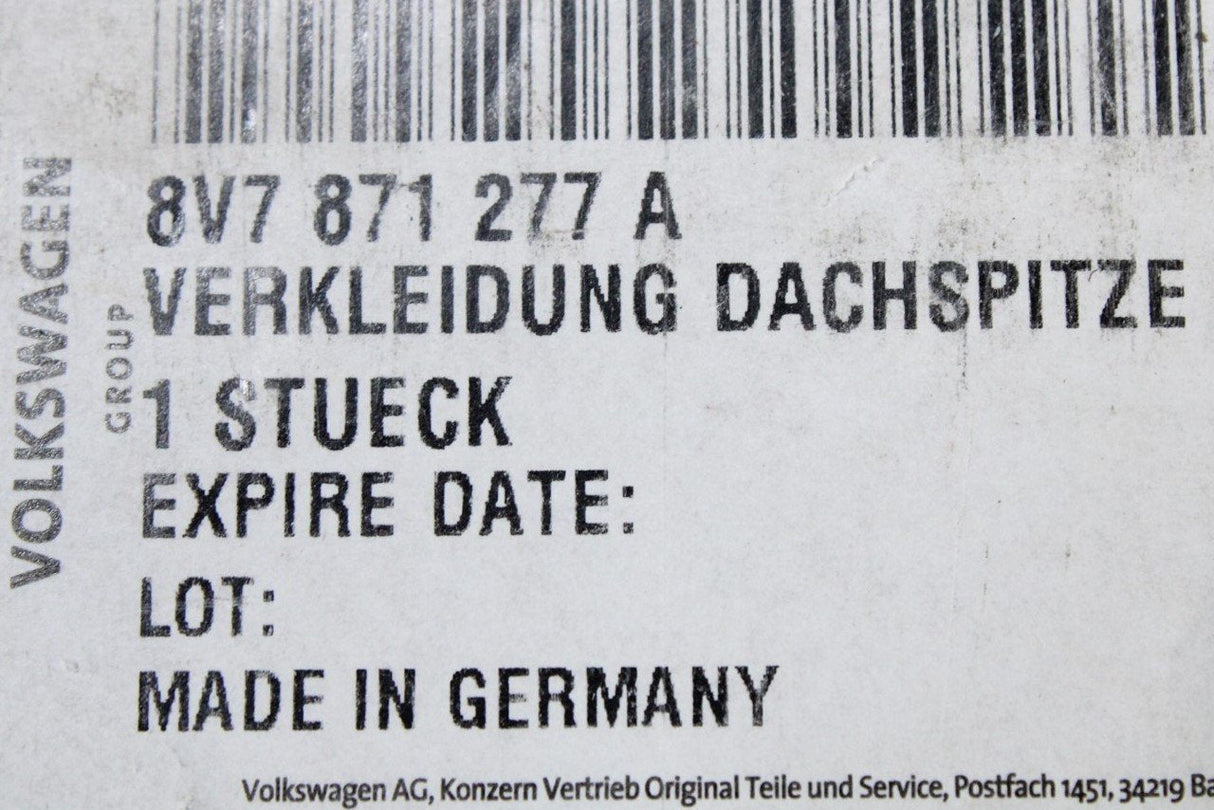 8V7 871 277 A
VERKLEIDUNG DACHSPITZE
1 STUECK
EXPIRE DATE:
LOT:
MADE IN GERMANY
VOLKSWAGEN
GROUP
Volkswagen AG, Konzern Vertrieb Original Teile und Service, Postfach 1451, 34219 Ba